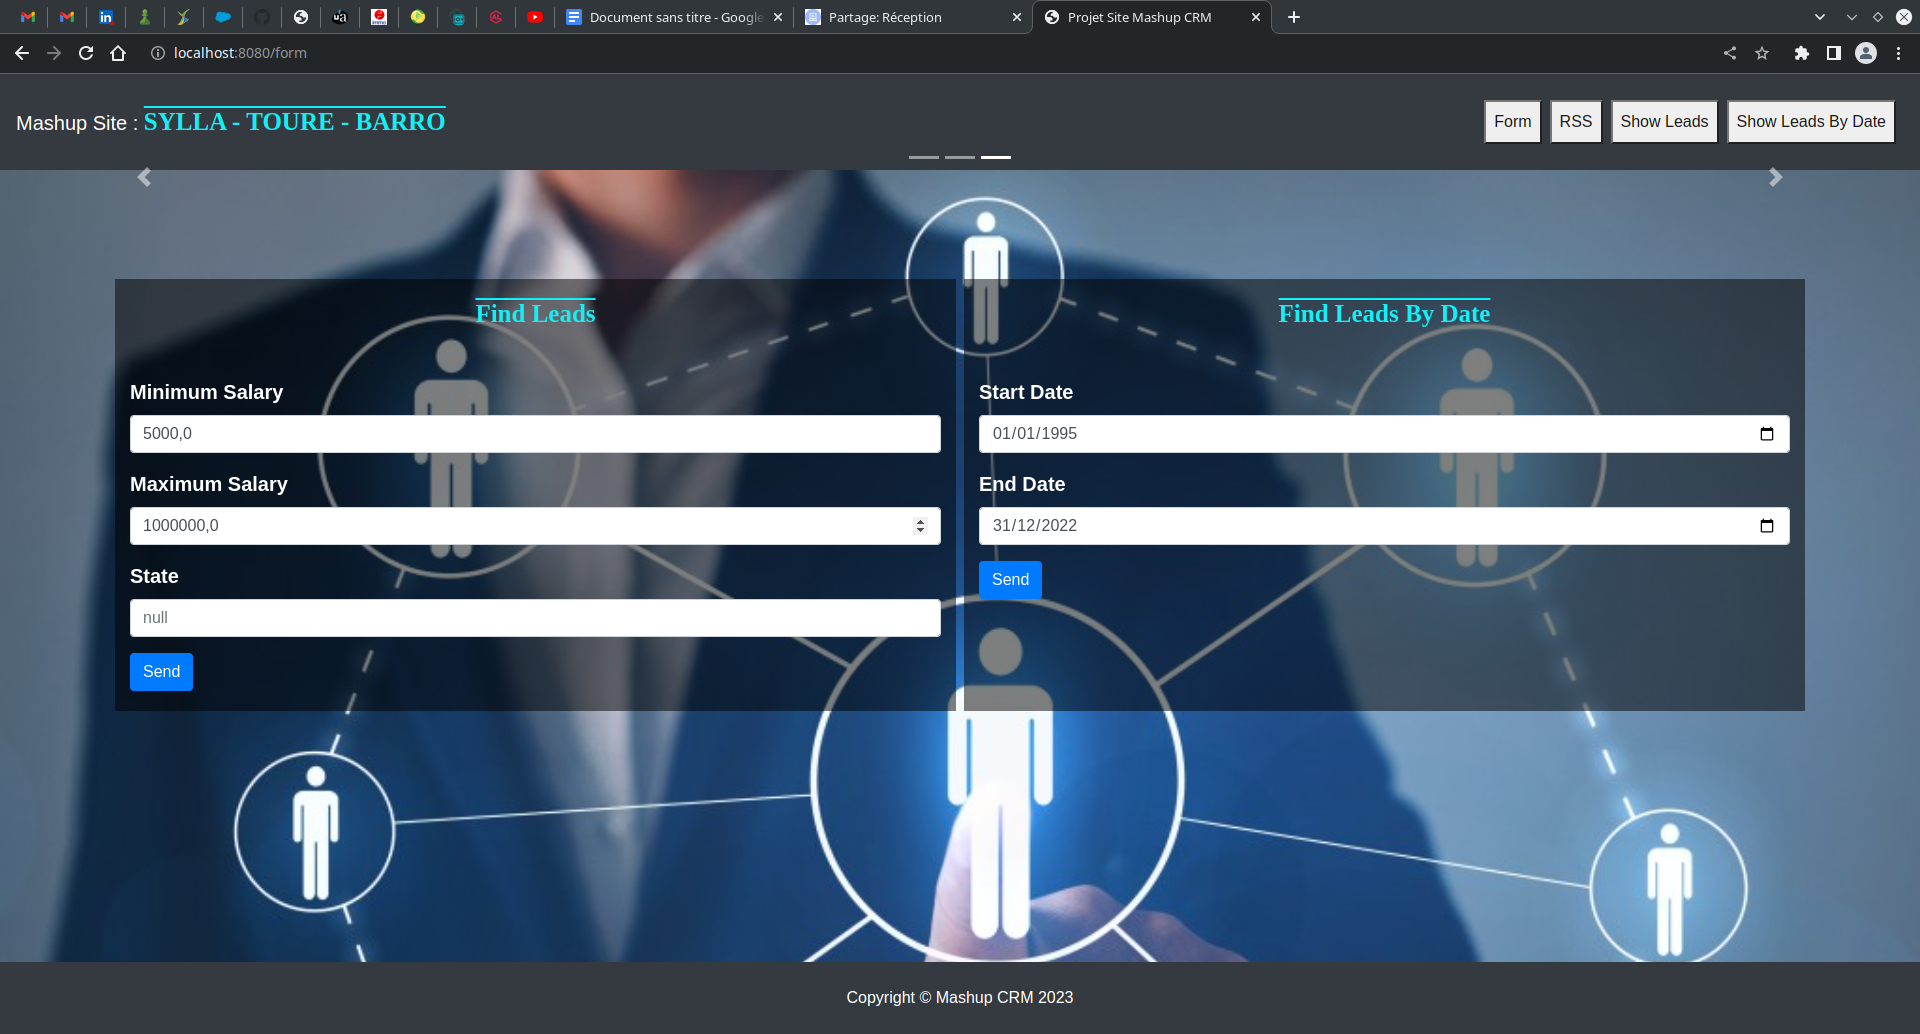 Document sans titre - Google
Partage: Réception
Projet Site Mashup CRM
localhost:8080/form
Mashup Site : SYLLA - TOURE - BARRO
Form
RSS
Show Leads
Show Leads By Date
Find Leads
Minimum Salary
5000,0
Maximum Salary
1000000,0
State
null
Send
Find Leads By Date
Start Date
01/01/1995
End Date
31/12/2022
Send
Copyright © Mashup CRM 2023